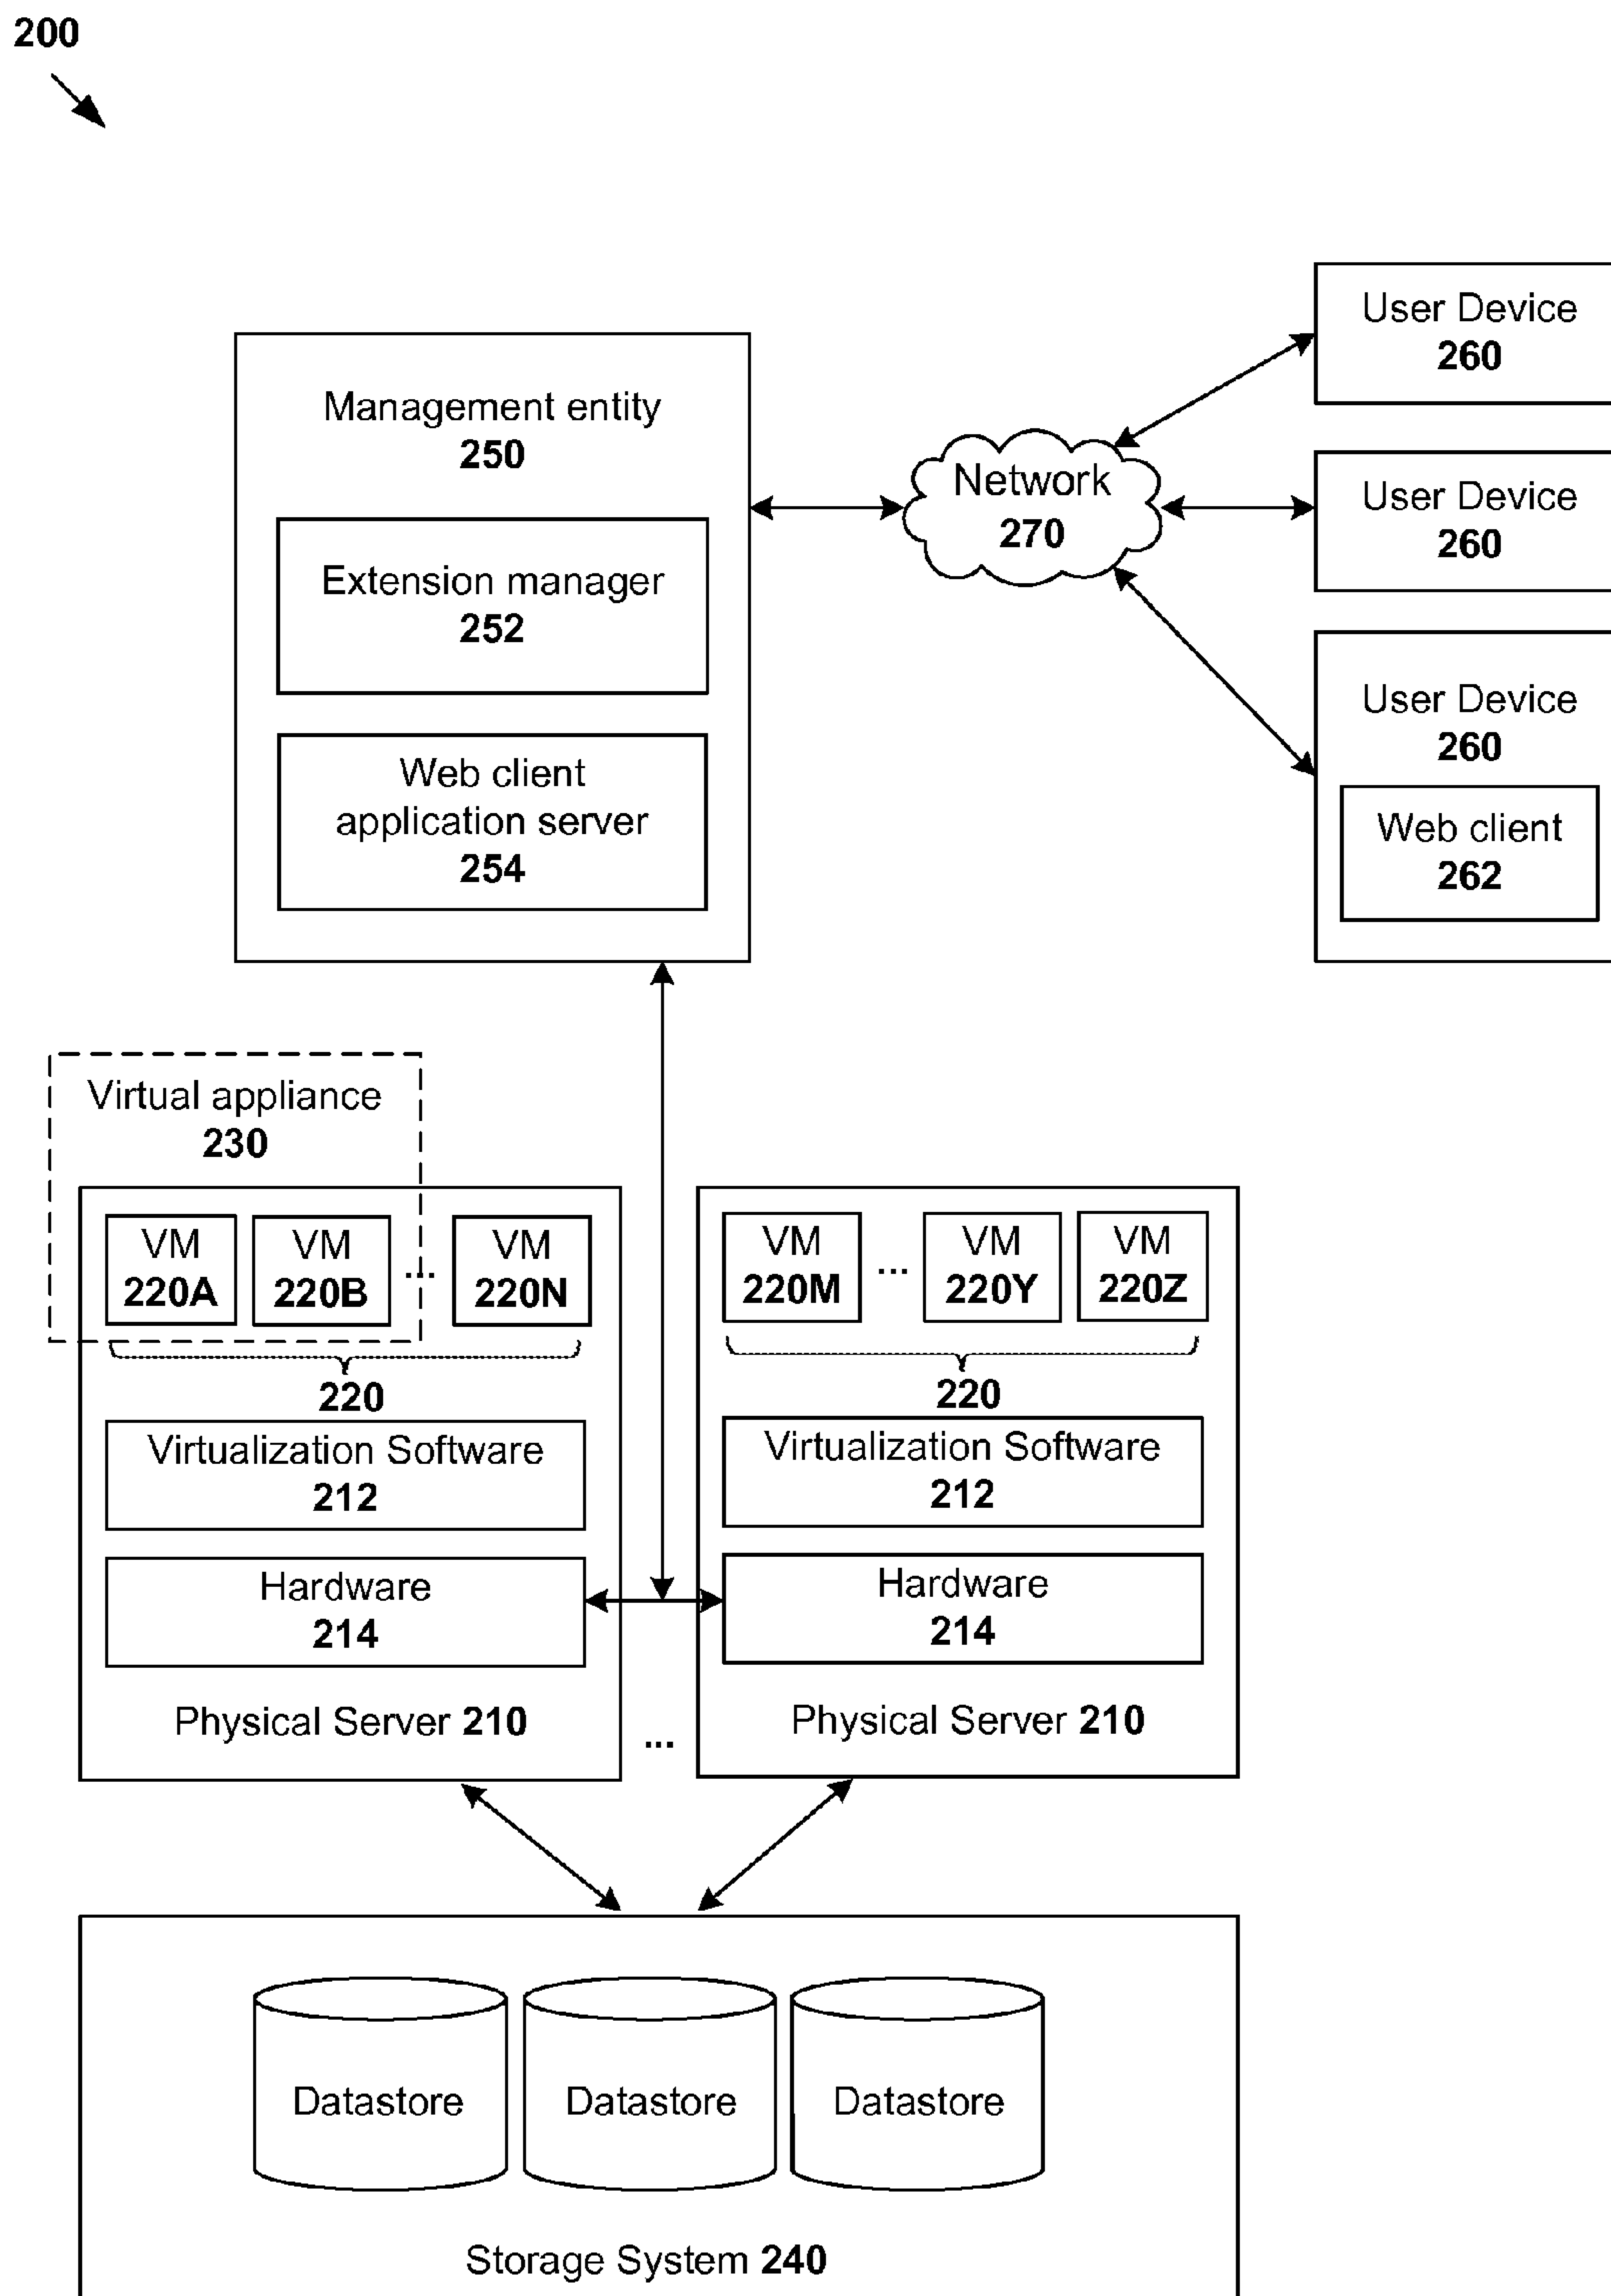 200
User Device
260
Management entity
250
Network
270
User Device
260
Extension manager
252
User Device
260
Web client
application server
254
Web client
262
Virtual appliance
230
VM
220A
VM
220B
...
VM
220N
VM
220M
...
VM
220Y
VM
220Z
220
220
Virtualization Software
212
Virtualization Software
212
Hardware
214
Hardware
214
Physical Server 210
...
Physical Server 210
Datastore
Datastore
Datastore
Storage System 240